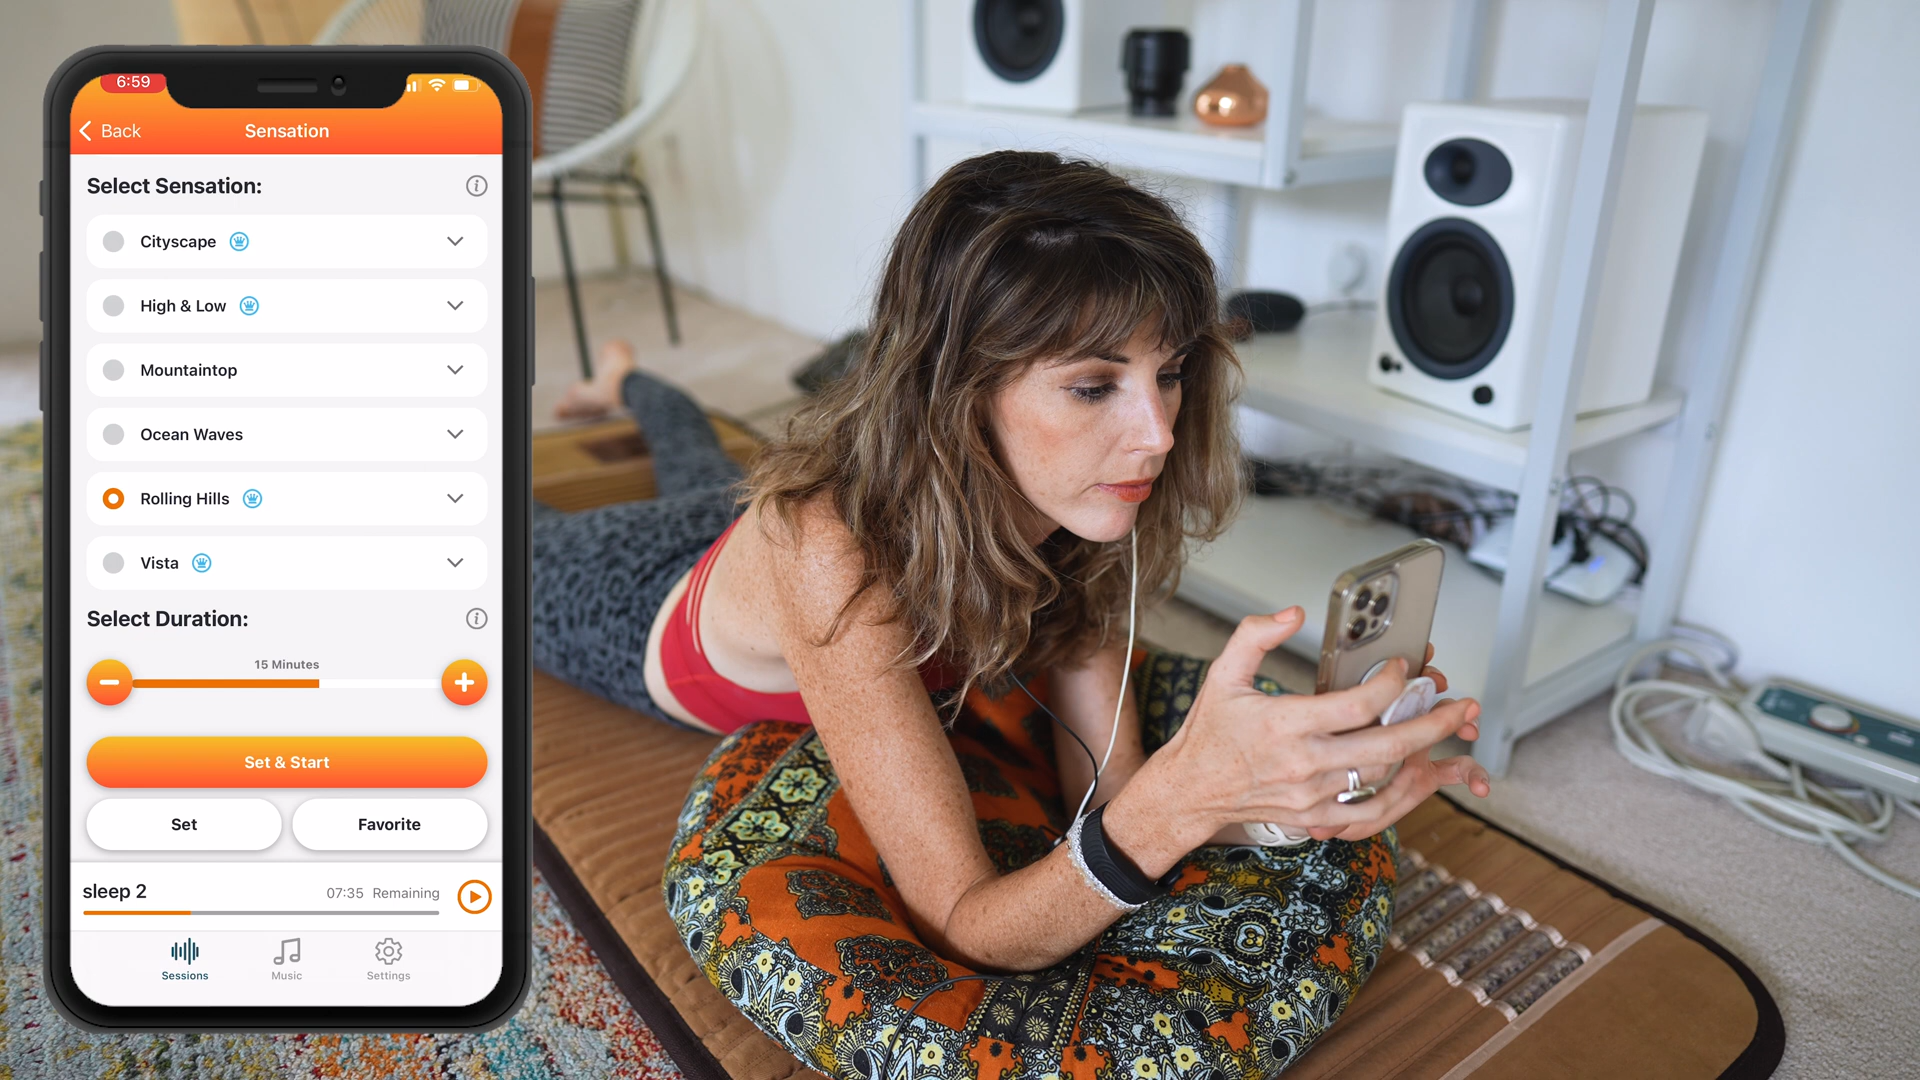 6:59
Back
Sensation
Select Sensation:
Cityscape
High & Low
Mountaintop
Ocean Waves
Rolling Hills
Vista
Select Duration:
15 Minutes
Set & Start
Set
Favorite
sleep 2
07:35 Remaining
Sessions
Music
Settings